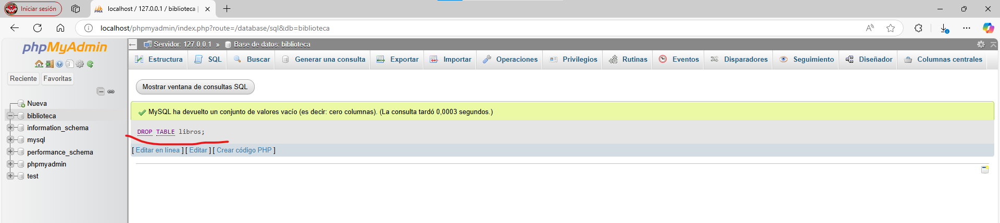 Iniciar sesión
localhost / 127.0.0.1 / biblioteca |
localhost/phpmyadmin/index.php?route=/database/sql&db=biblioteca
phpMyAdmin
Reciente Favoritas
Nueva
biblioteca
information_schema
mysql
performance_schema
phpmyadmin
test
Servidor: 127.0.0.1 » Base de datos: biblioteca
Estructura SQL Buscar Generar una consulta Exportar Importar Operaciones Privilegios Rutinas Eventos Disparadores Seguimiento Diseñador Columnas centrales
Mostrar ventana de consultas SQL
MySQL ha devuelto un conjunto de valores vacío (es decir: cero columnas). (La consulta tardó 0,0003 segundos.)
DROP TABLE libros;
[ Editar en línea ] [ Editar ] [ Crear código PHP ]